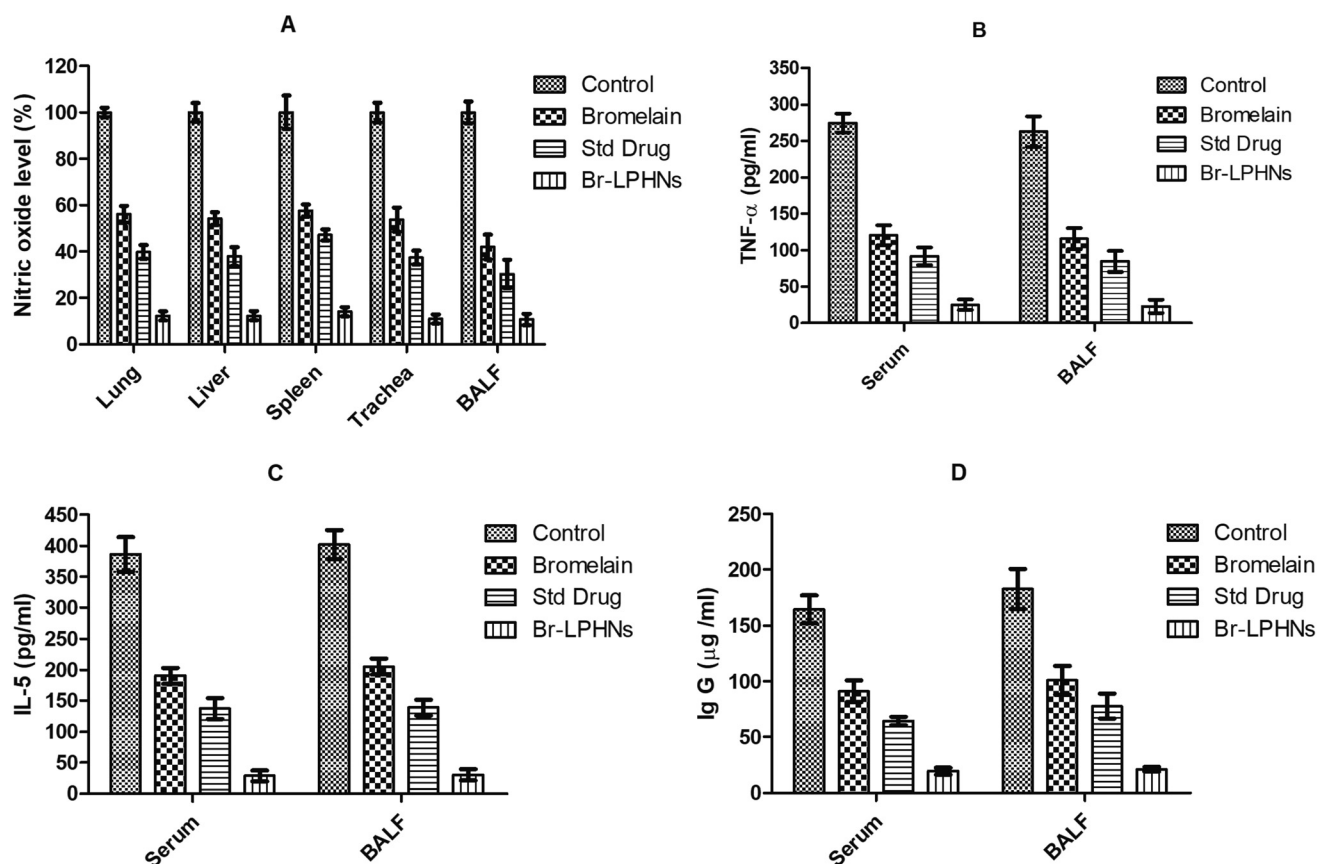 A
Nitric oxide level (%)
120
100
80
60
40
20
0
Lung
Liver
Spleen
Trachea
BALF
Control
Bromelain
Std Drug
Br-LPHNs
B
TNF-α (pg/ml)
350
300
250
200
150
100
50
0
Serum
BALF
Control
Bromelain
Std Drug
Br-LPHNs
C
IL-5 (pg/ml)
450
400
350
300
250
200
150
100
50
0
Serum
BALF
Control
Bromelain
Std Drug
Br-LPHNs
D
Ig G (μg /ml)
250
200
150
100
50
0
Serum
BALF
Control
Bromelain
Std Drug
Br-LPHNs